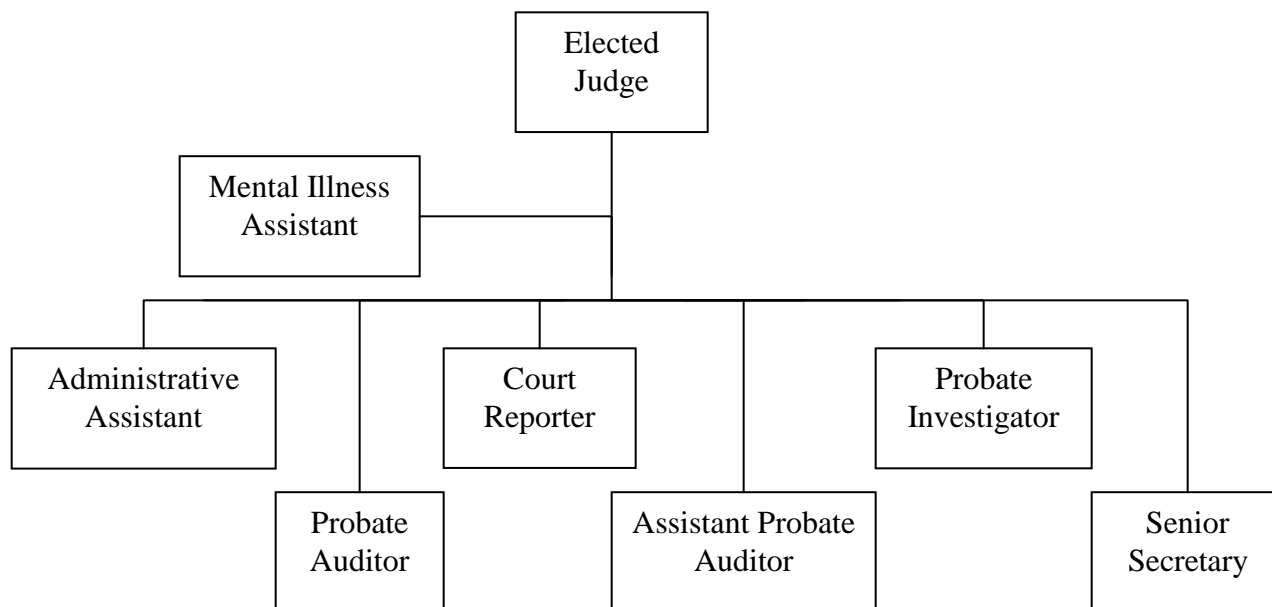 Elected
Judge
Mental Illness
Assistant
Administrative
Assistant
Court
Reporter
Probate
Investigator
Probate
Auditor
Assistant Probate
Auditor
Senior
Secretary